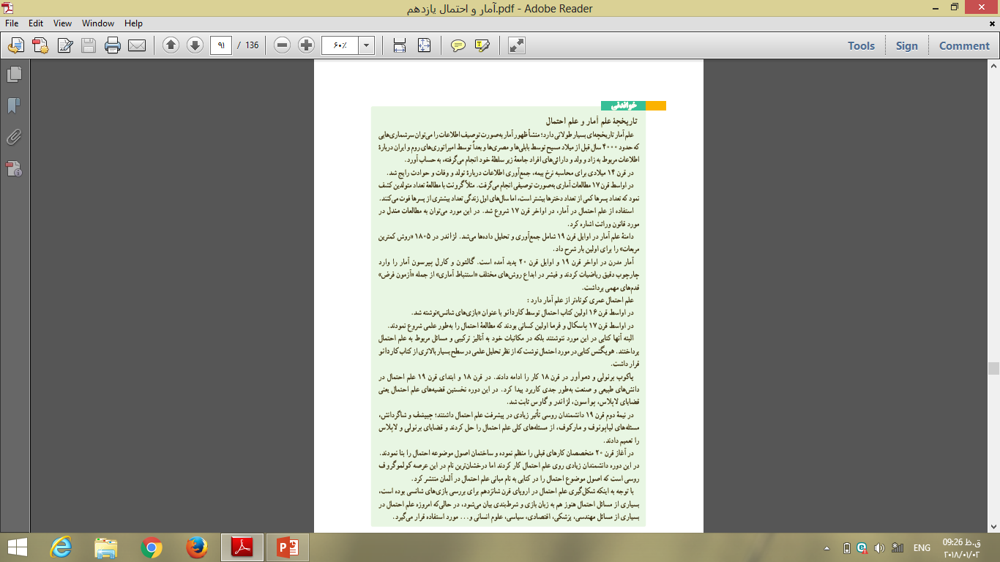 آمار و احتمال یازدهم.pdf - Adobe Reader
File Edit View Window Help
۹۱ / 136
۶۰٪
Tools Sign Comment
خواندنی
تاریخچهٔ علم آمار و علم احتمال
علم آمار تاریخچه‌ای بسیار طولانی دارد؛ منشأ ظهور آمار به‌صورت توصیف اطلاعات را می‌توان سرشماری‌هایی
که حدود ۴۰۰۰ سال قبل از میلاد مسیح توسط بابلی‌ها و مصری‌ها و بعداً توسط امپراتوری‌های روم و ایران دربارهٔ
اطلاعات مربوط به زاد و ولد و دارائی‌های افراد جامعهٔ زیر سلطهٔ خود انجام می‌گرفته، به حساب آورد.
در قرن ۱۴ میلادی برای محاسبه نرخ بیمه، جمع‌آوری اطلاعات دربارهٔ تولد و وفات و حوادث رایج شد.
در اواسط قرن ۱۷ مطالعات آماری به‌صورت توصیفی انجام می‌گرفت. مثلاً گرونت با مطالعهٔ تعداد متولدین کشف
نمود که تعداد پسرها کمی از تعداد دخترها بیشتر است، اما سال‌های اول زندگی تعداد بیشتری از پسرها فوت می‌کنند.
استفاده از علم احتمال در آمار، در اواخر قرن ۱۷ شروع شد. در این مورد می‌توان به مطالعات مندل در
مورد قانون وراثت اشاره کرد.
دامنهٔ علم آمار در اوایل قرن ۱۹ شامل جمع‌آوری و تحلیل داده‌ها می‌شد. لژاندر در ۱۸۰۵ «روش کمترین
مربعات» را برای اولین بار شرح داد.
آمار مدرن در اواخر قرن ۱۹ و اوایل قرن ۲۰ پدید آمده است. گالتون و کارل پیرسون آمار را وارد
چارچوب دقیق ریاضیات کردند و فیشر در ابداع روش‌های مختلف «استنباط آماری» از جمله «آزمون فرض»
قدم‌های مهمی برداشت.
علم احتمال عمری کوتاه‌تر از علم آمار دارد :
در اواسط قرن ۱۶ اولین کتاب احتمال توسط کاردانو با عنوان «بازی‌های شانس»نوشته شد.
در اواسط قرن ۱۷ پاسکال و فرما اولین کسانی بودند که مطالعهٔ احتمال را به‌طور علمی شروع نمودند.
البته آنها کتابی در این مورد ننوشتند بلکه در مکاتبات خود به آنالیز ترکیبی و مسائل مربوط به علم احتمال
پرداختند. هویگنس کتابی در مورد احتمال نوشت که از نظر تحلیل علمی در سطح بسیار بالاتری از کتاب کاردانو
قرار داشت.
یاکوب برنولی و دموآور در قرن ۱۸ کار را ادامه دادند. در قرن ۱۸ و ابتدای قرن ۱۹ علم احتمال در
دانش‌های طبیعی و صنعت به‌طور جدی کاربرد پیدا کرد. در این دوره نخستین قضیه‌های علم احتمال یعنی
قضایای لاپلاس، پواسون، لژاندر و گاوس ثابت شد.
در نیمهٔ دوم قرن ۱۹ دانشمندان روسی تأثیر زیادی در پیشرفت علم احتمال داشتند؛ چبیشف و شاگردانش،
مسئله‌های لیاپونوف و مارکوف، از مسئله‌های کلی علم احتمال را حل کردند و قضایای برنولی و لاپلاس
را تعمیم دادند.
در آغاز قرن ۲۰ متخصصان کارهای قبلی را منظم نموده و ساختمان اصول موضوعه احتمال را بنا نمودند.
در این دوره دانشمندان زیادی روی علم احتمال کار کردند اما درخشان‌ترین نام در این عرصه کولموگروف
روسی است که اصول موضوع احتمال را در کتابی به نام مبانی علم احتمال در آلمان منتشر کرد.
با توجه به اینکه شکل‌گیری علم احتمال در اروپای قرن شانزدهم برای بررسی بازی‌های شانسی بوده است،
بسیاری از مسائل احتمال هنوز هم به زبان بازی و شرط‌بندی بیان می‌شود، در حالی‌که امروزه علم احتمال در
بسیاری از مسائل مهندسی، پزشکی، اقتصادی، سیاسی، علوم انسانی و... مورد استفاده قرار می‌گیرد.
ENG
09:26 ق.ظ
۲۰۱۸/۰۱/۰۲